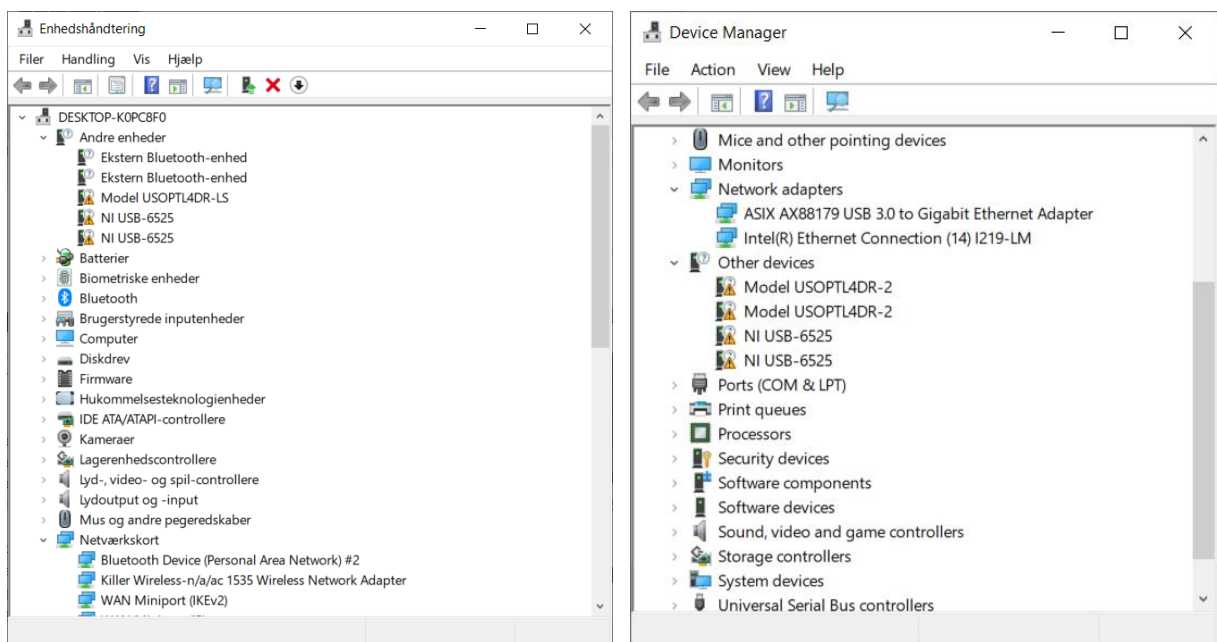 Enhedshåndtering
Filer Handling Vis Hjælp
DESKTOP-K0PC8F0
Andre enheder
Ekstern Bluetooth-enhed
Ekstern Bluetooth-enhed
Model USOPTL4DR-LS
NI USB-6525
NI USB-6525
Batterier
Biometriske enheder
Bluetooth
Brugerstyrede inputenheder
Computer
Diskdrev
Firmware
Hukommelsesteknologienheder
IDE ATA/ATAPI-controllere
Kameraer
Lagerenhedscontrollere
Lyd-, video- og spil-controllere
Lydoutput og -input
Mus og andre pegeredskaber
Netværkskort
Bluetooth Device (Personal Area Network) #2
Killer Wireless-n/a/ac 1535 Wireless Network Adapter
WAN Miniport (IKEv2)
Device Manager
File Action View Help
Mice and other pointing devices
Monitors
Network adapters
ASIX AX88179 USB 3.0 to Gigabit Ethernet Adapter
Intel(R) Ethernet Connection (14) I219-LM
Other devices
Model USOPTL4DR-2
Model USOPTL4DR-2
NI USB-6525
NI USB-6525
Ports (COM & LPT)
Print queues
Processors
Security devices
Software components
Software devices
Sound, video and game controllers
Storage controllers
System devices
Universal Serial Bus controllers